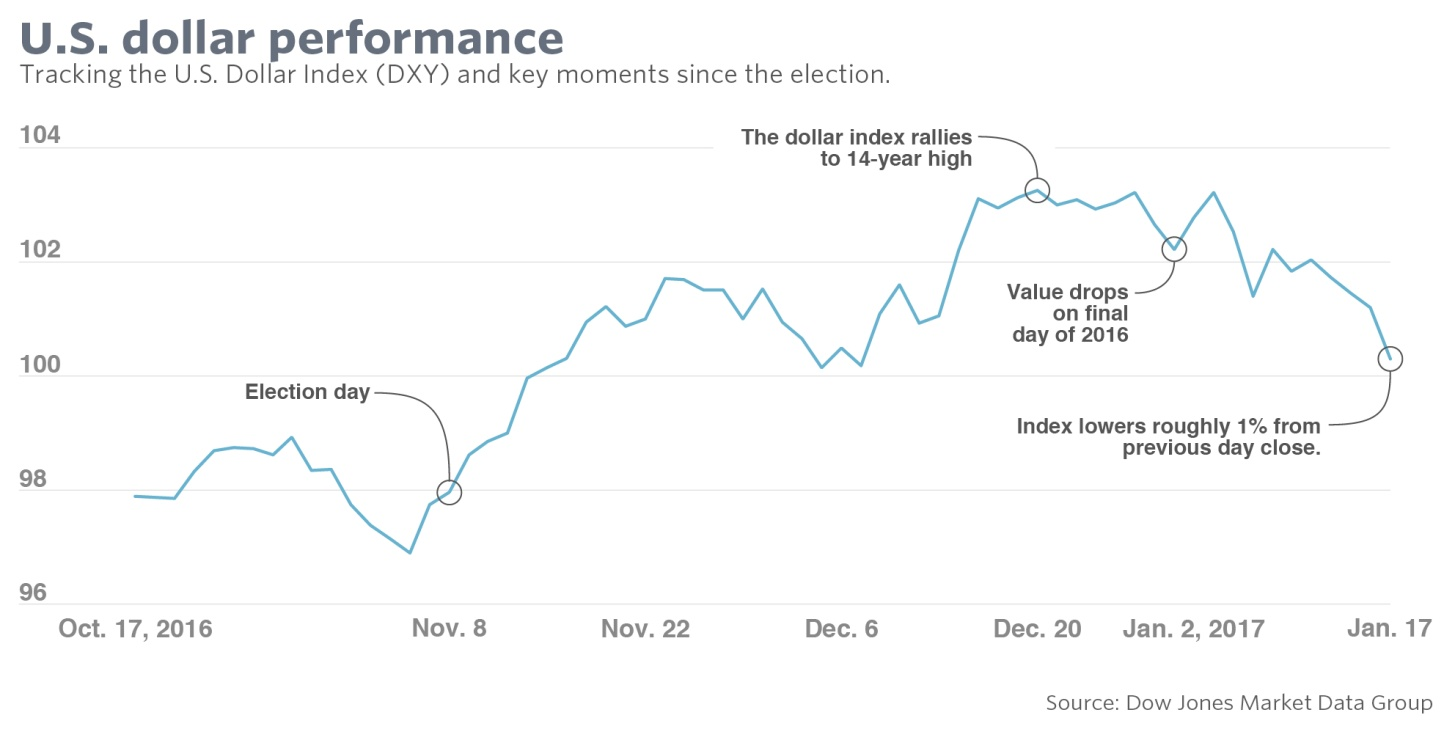 U.S. dollar performance
Tracking the U.S. Dollar Index (DXY) and key moments since the election.
104
The dollar index rallies
to 14-year high
102
Value drops
on final
day of 2016
100
Election day
Index lowers roughly 1% from
previous day close.
98
96
Oct. 17, 2016 Nov. 8 Nov. 22 Dec. 6 Dec. 20 Jan. 2, 2017 Jan. 17
Source: Dow Jones Market Data Group